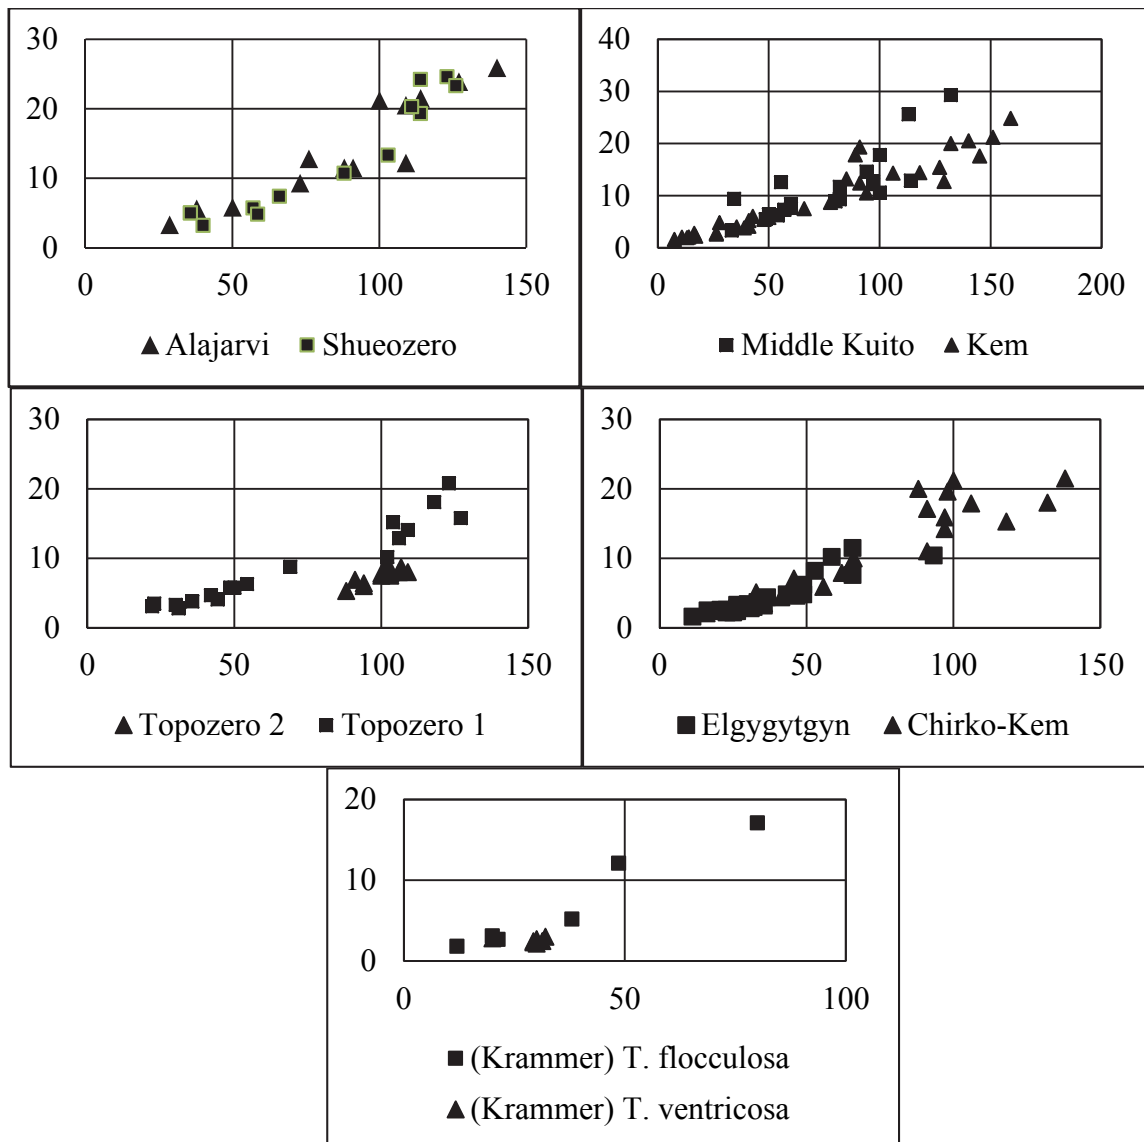 30
20
10
0
0 50 100 150
Alajarvi Shueozero
40
30
20
10
0
0 50 100 150 200
Middle Kuito Kem
30
20
10
0
0 50 100 150
Topozero 2 Topozero 1
30
20
10
0
0 50 100 150
Elgygytgyn Chirko-Kem
20
10
0
0 50 100
(Krammer) T. flocculosa
(Krammer) T. ventricosa